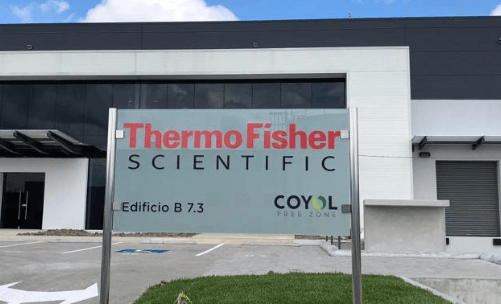 ThermoFisher
SCIENTIFIC
Edificio B 7.3
COYOL
FREE ZONE